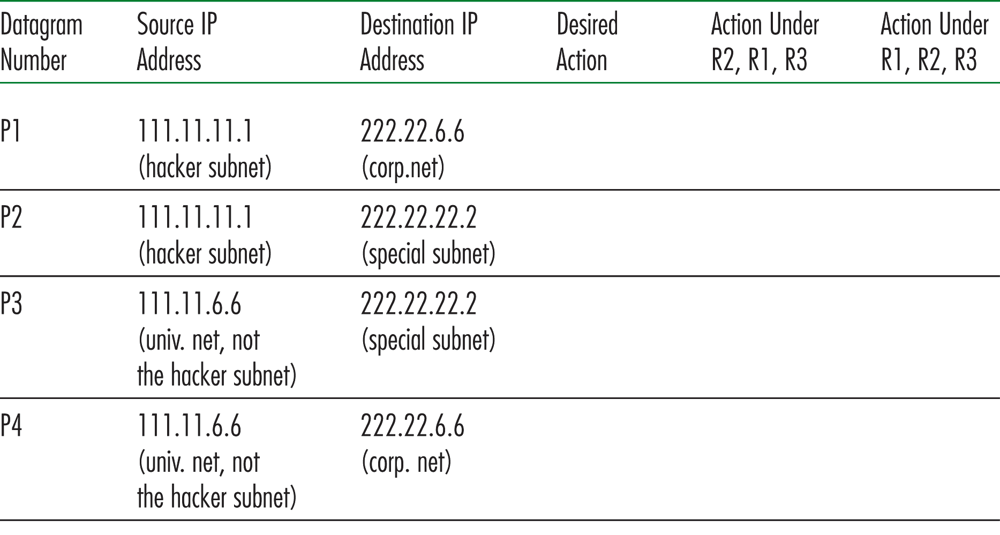 Datagram Number | Source IP Address | Destination IP Address | Desired Action | Action Under R2, R1, R3 | Action Under R1, R2, R3
P1 | 111.11.11.1 (hacker subnet) | 222.22.6.6 (corp.net)
P2 | 111.11.11.1 (hacker subnet) | 222.22.22.2 (special subnet)
P3 | 111.11.6.6 (univ. net, not the hacker subnet) | 222.22.22.2 (special subnet)
P4 | 111.11.6.6 (univ. net, not the hacker subnet) | 222.22.6.6 (corp. net)